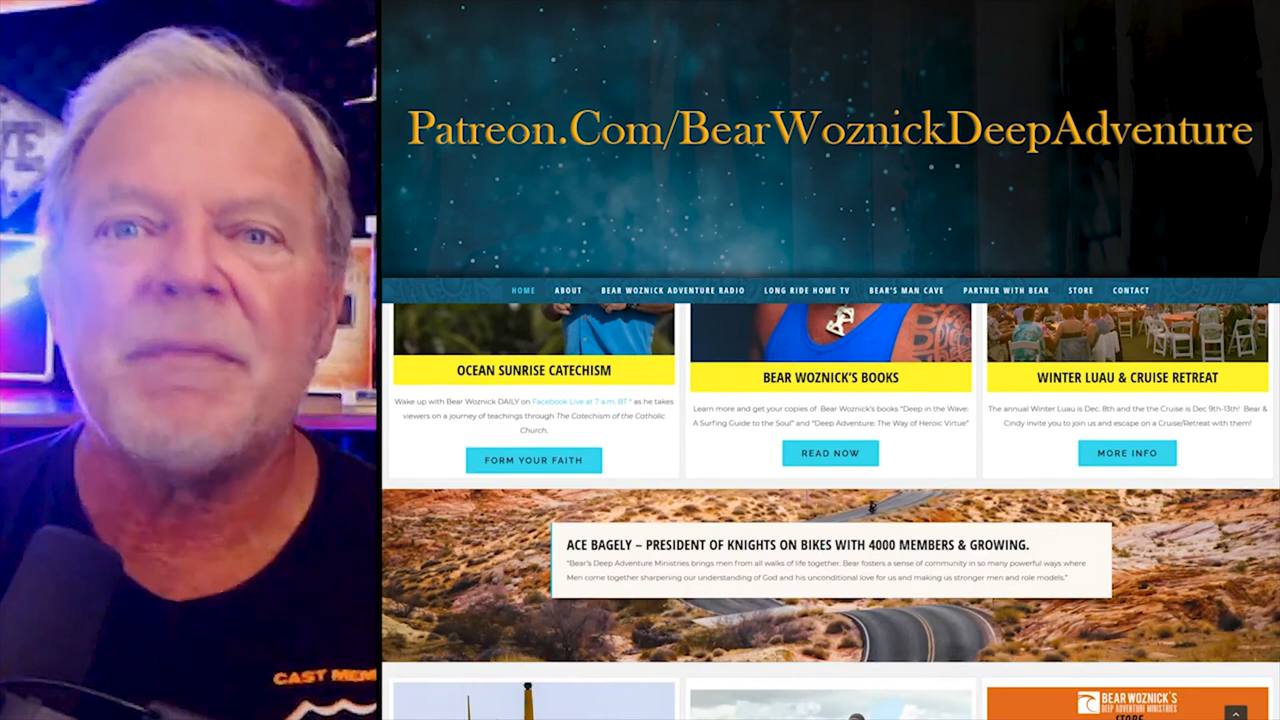 Patreon.Com/BearWoznickDeepAdventure
HOME ABOUT BEAR WOZNICK ADVENTURE RADIO LONG RIDE HOME TV BEAR'S MAN CAVE PARTNER WITH BEAR STORE CONTACT
OCEAN SUNRISE CATECHISM
Wake up with Bear Woznick DAILY on Facebook Live at 7 a.m. BT * as he takes
viewers on a journey of teachings through The Catechism of the Catholic
Church.
FORM YOUR FAITH
BEAR WOZNICK'S BOOKS
Learn more and get your copies of Bear Woznick's books "Deep in the Wave:
A Surfing Guide to the Soul" and "Deep Adventure: The Way of Heroic Virtue"
READ NOW
WINTER LUAU & CRUISE RETREAT
The annual Winter Luau is Dec. 8th and the the Cruise is Dec 9th-13th! Bear &
Cindy invite you to join us and escape on a Cruise/Retreat with them!
MORE INFO
ACE BAGELY – PRESIDENT OF KNIGHTS ON BIKES WITH 4000 MEMBERS & GROWING.
"Bear's Deep Adventure Ministries brings men from all walks of life together. Bear fosters a sense of community in so many powerful ways where
Men come together sharpening our understanding of God and his unconditional love for us and making us stronger men and role models."
CAST MEM
BEAR WOZNICK'S
DEEP ADVENTURE MINISTRIES
STORE